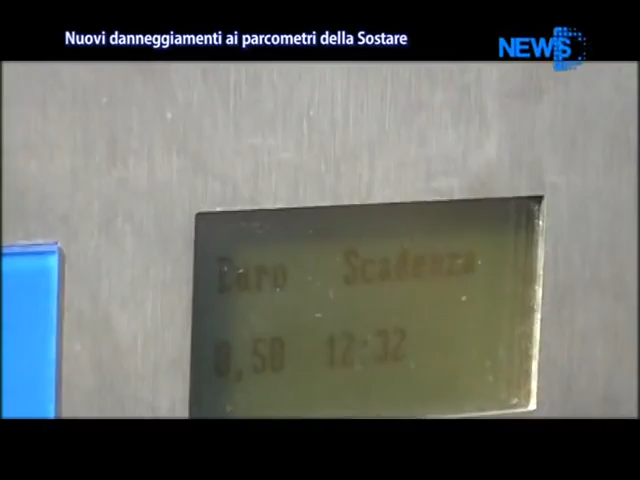 Nuovi danneggiamenti ai parcometri della Sostare
NEWS D
Euro Scadenza
0,50 12:32